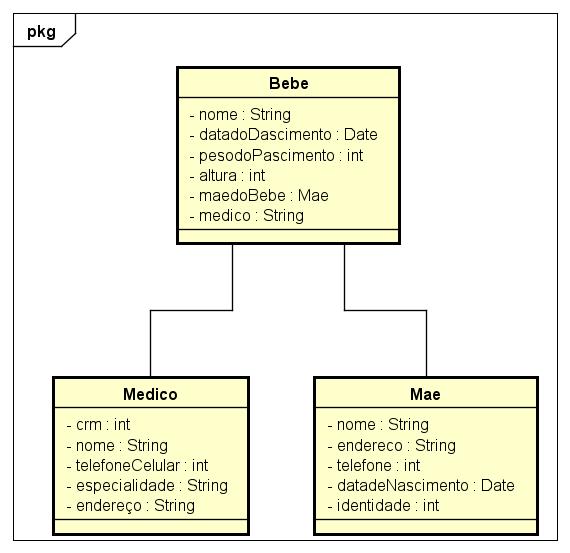 pkg
Bebe
- nome : String
- datadoDascimento : Date
- pesodoPascimento : int
- altura : int
- maedoBebe : Mae
- medico : String
Medico
- crm : int
- nome : String
- telefoneCelular : int
- especialidade : String
- endereço : String
Mae
- nome : String
- endereco : String
- telefone : int
- datadeNascimento : Date
- identidade : int